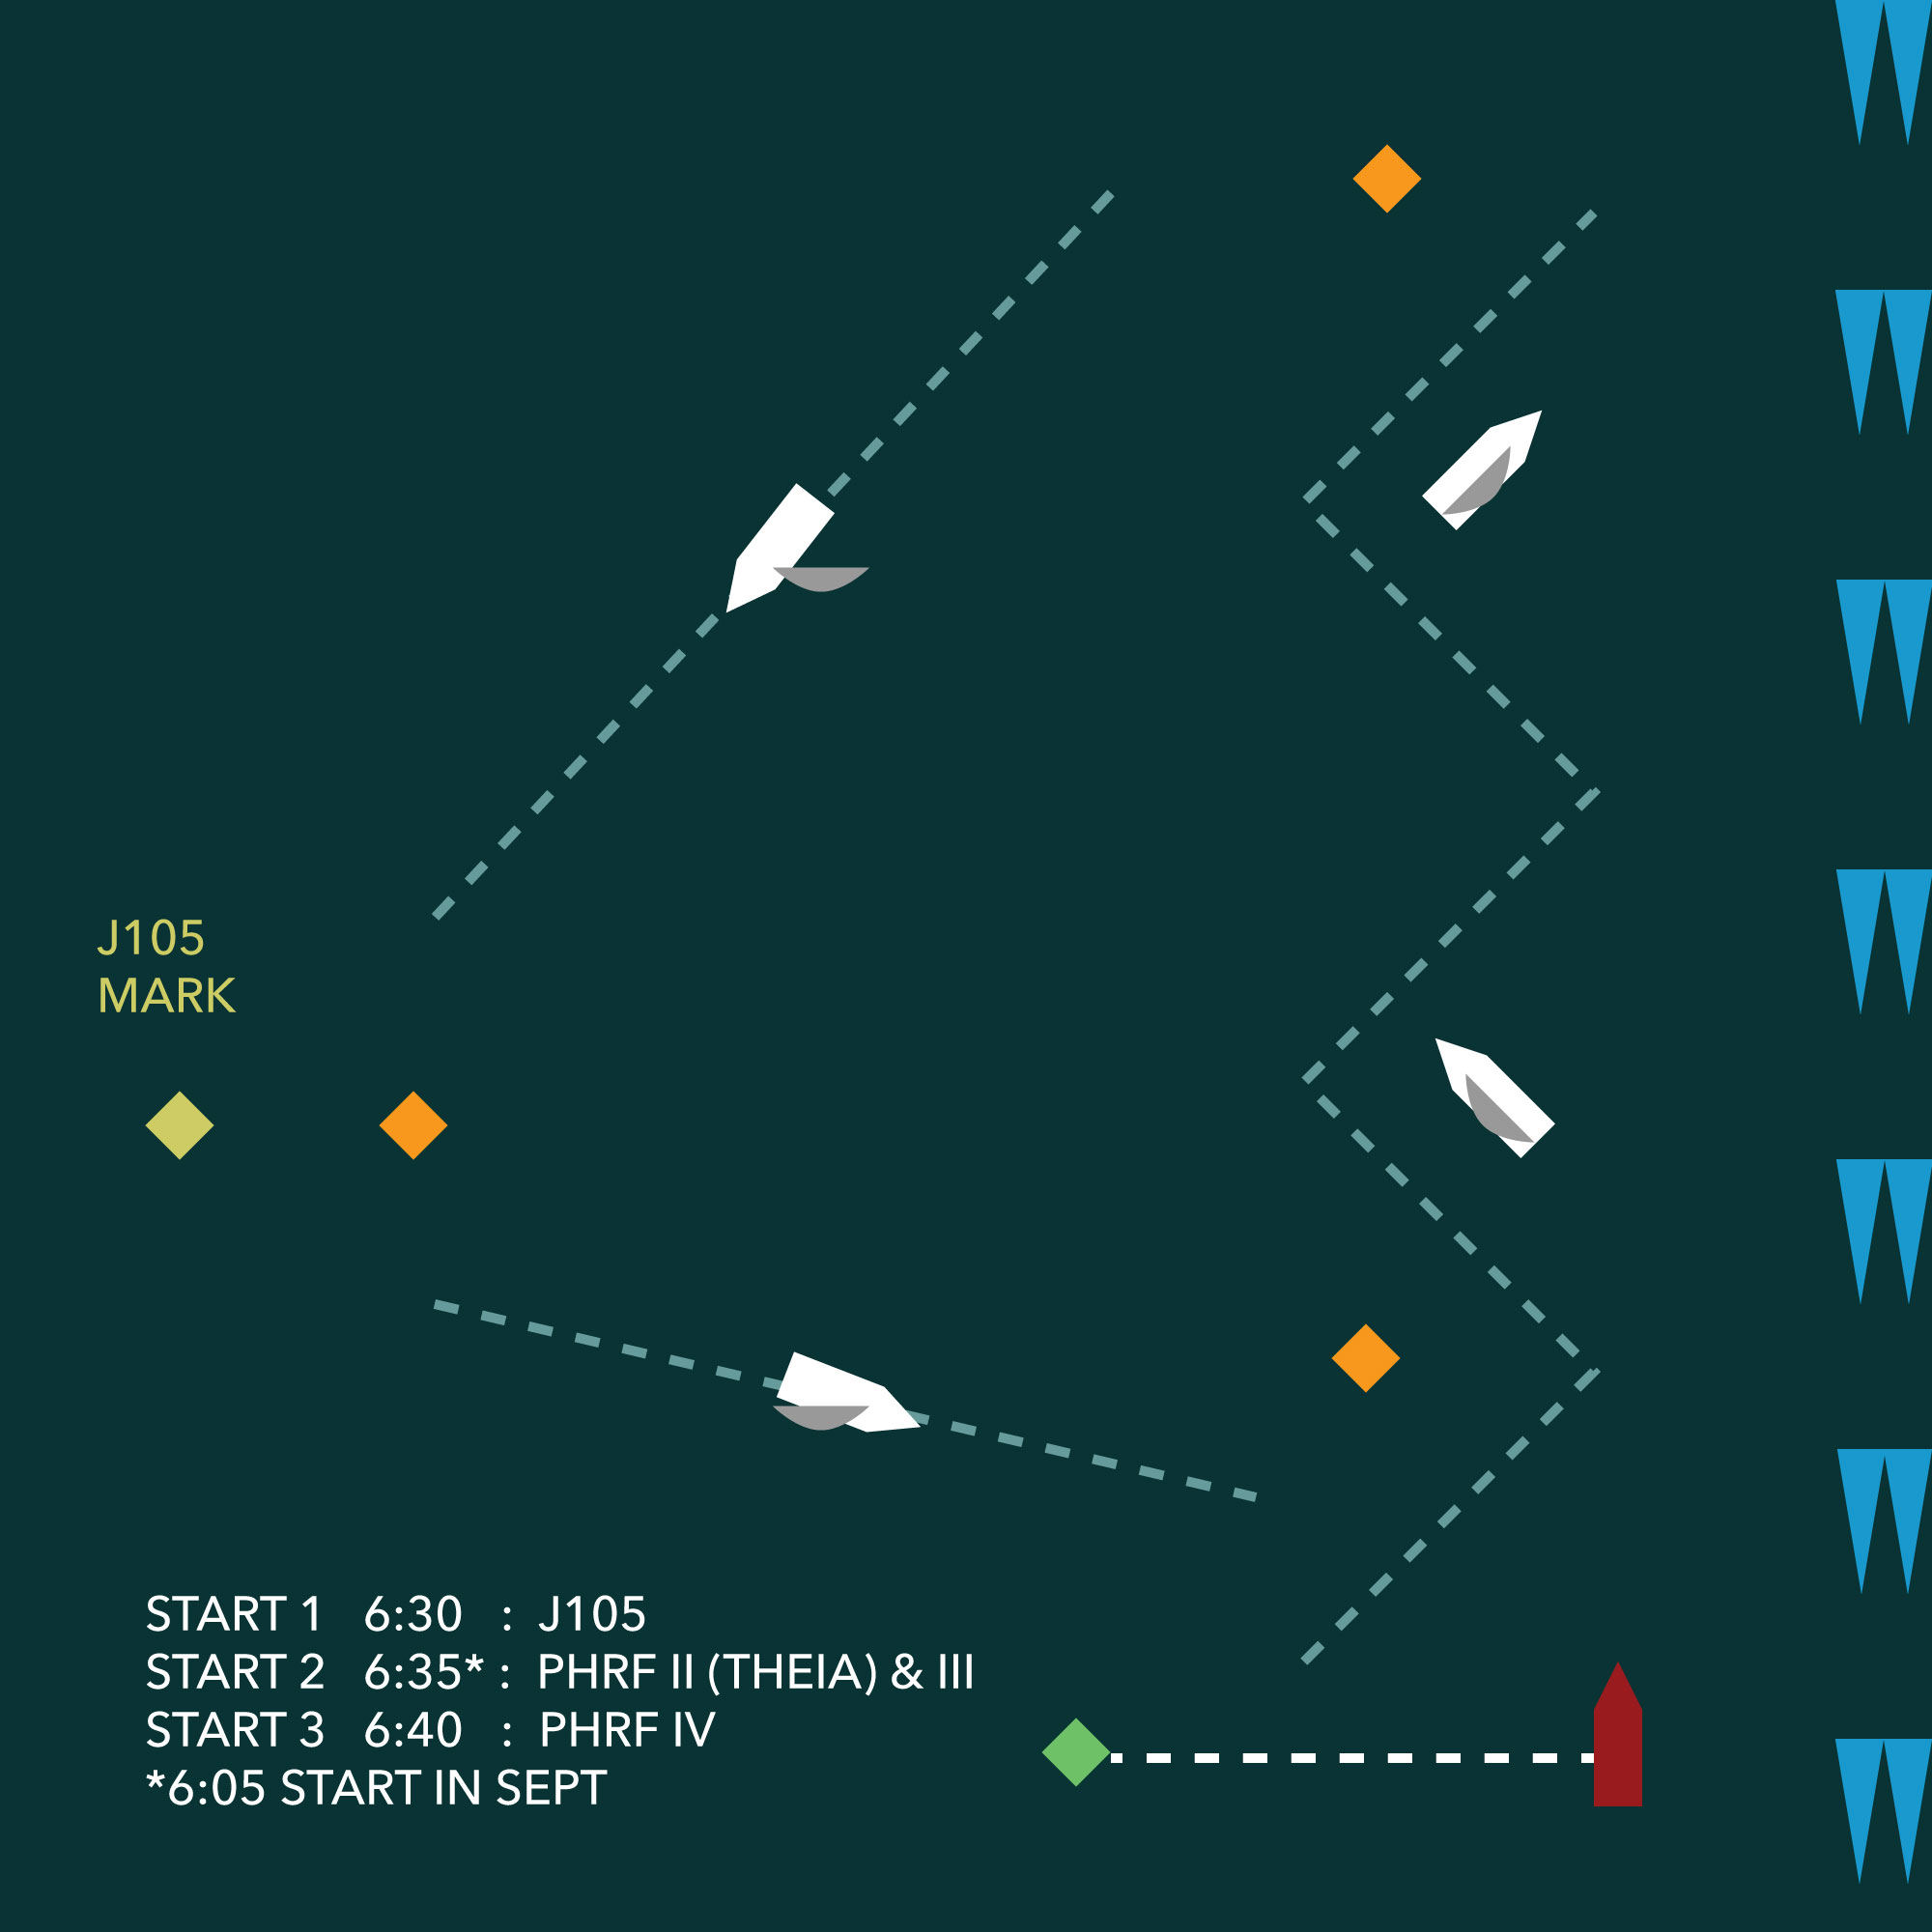 J105
MARK
START 1 6:30 : J105
START 2 6:35* : PHRF II (THEIA) & III
START 3 6:40 : PHRF IV
*6:05 START IN SEPT